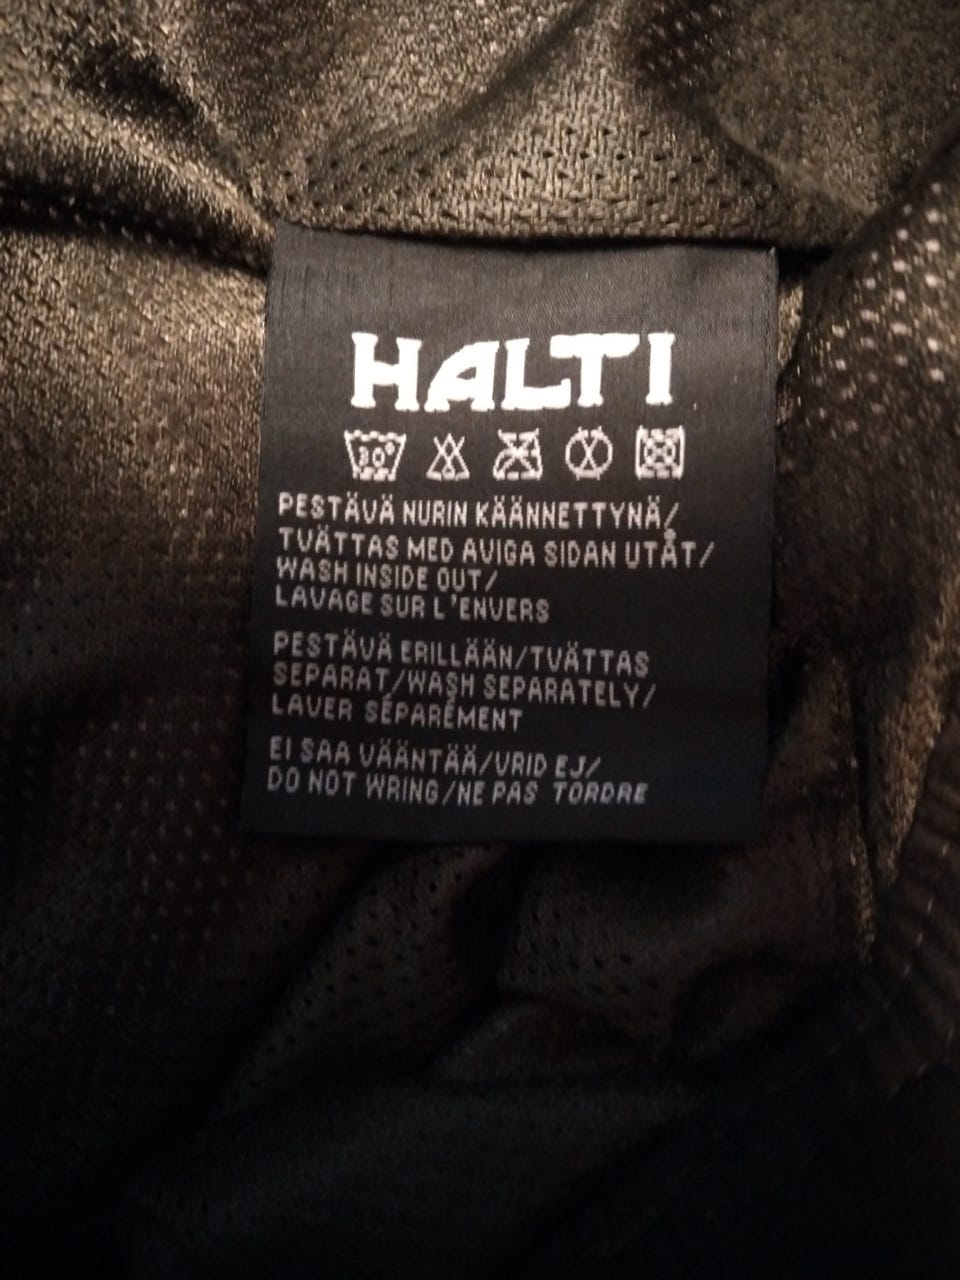 HALTI
30°
PESTÄVÄ NURIN KÄÄNNETTYNÄ/
TVÄTTAS MED AVIGA SIDAN UTÅT/
WASH INSIDE OUT/
LAVAGE SUR L'ENVERS
PESTÄVÄ ERILLÄÄN/TVÄTTAS
SEPARAT/WASH SEPARATELY/
LAVER SÉPARÉMENT
EI SAA VÄÄNTÄÄ/VRID EJ/
DO NOT WRING/NE PAS TORDRE